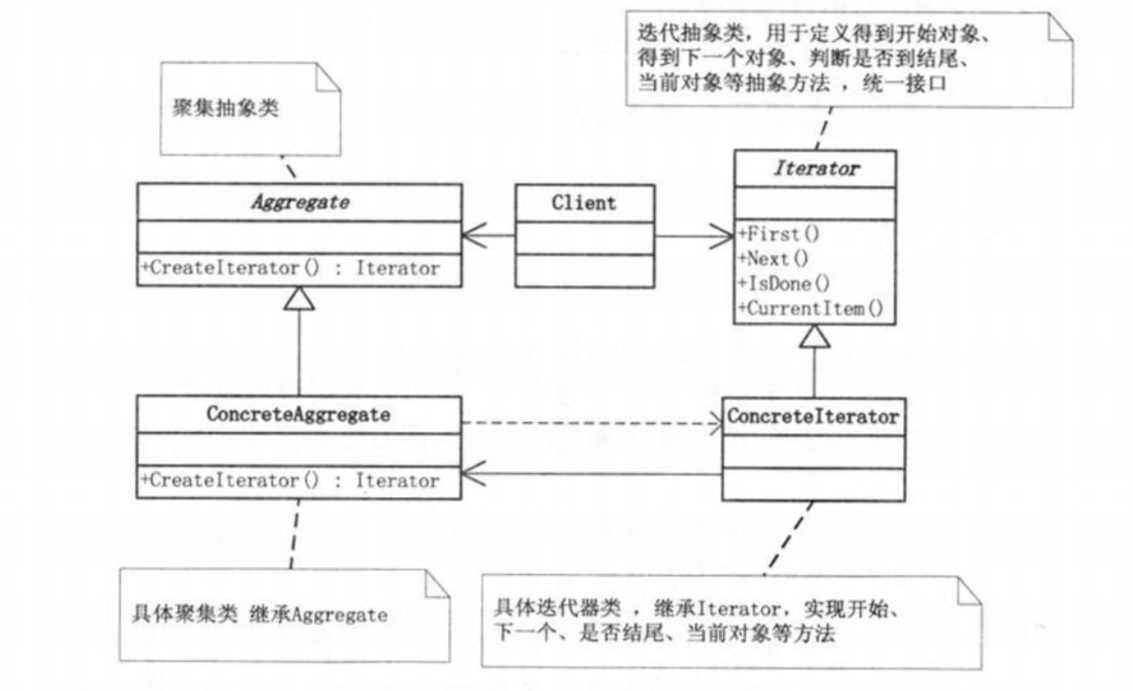 迭代抽象类，用于定义得到开始对象、
得到下一个对象、判断是否到结尾、
当前对象等抽象方法 ，统一接口
聚集抽象类
Aggregate
+CreateIterator() : Iterator
Client
Iterator
+First()
+Next()
+IsDone()
+CurrentItem()
ConcreteAggregate
+CreateIterator() : Iterator
ConcreteIterator
具体聚集类 继承Aggregate
具体迭代器类 ，继承Iterator，实现开始、
下一个、是否结尾、当前对象等方法